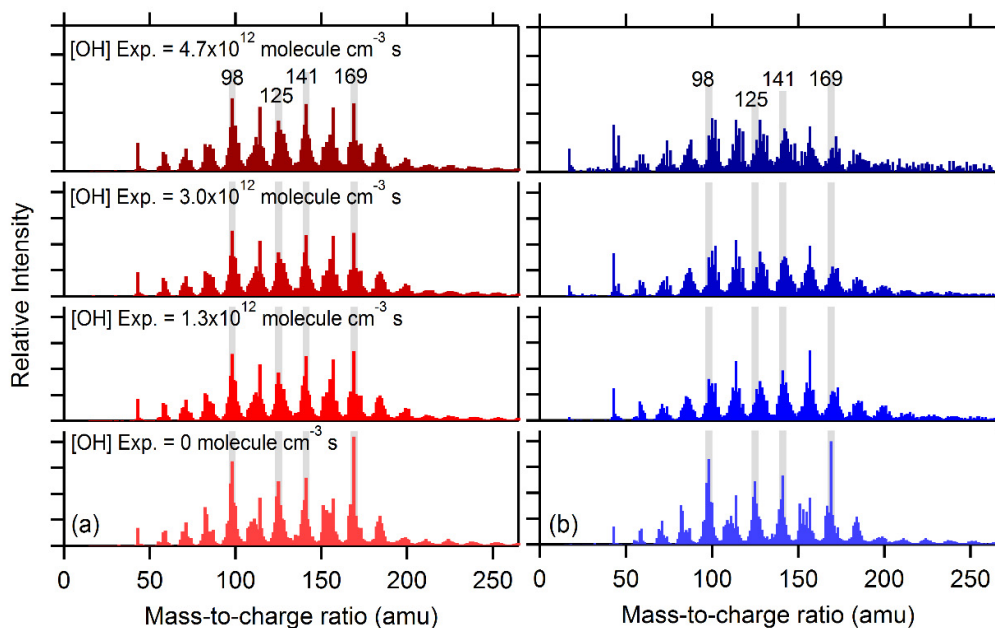 [OH] Exp. = 4.7x10¹² molecule cm⁻³ s
98 125 141 169
98 125 141 169
[OH] Exp. = 3.0x10¹² molecule cm⁻³ s
[OH] Exp. = 1.3x10¹² molecule cm⁻³ s
[OH] Exp. = 0 molecule cm⁻³ s
(a)
(b)
Relative Intensity
0 50 100 150 200 250
0 50 100 150 200 250
Mass-to-charge ratio (amu)
Mass-to-charge ratio (amu)